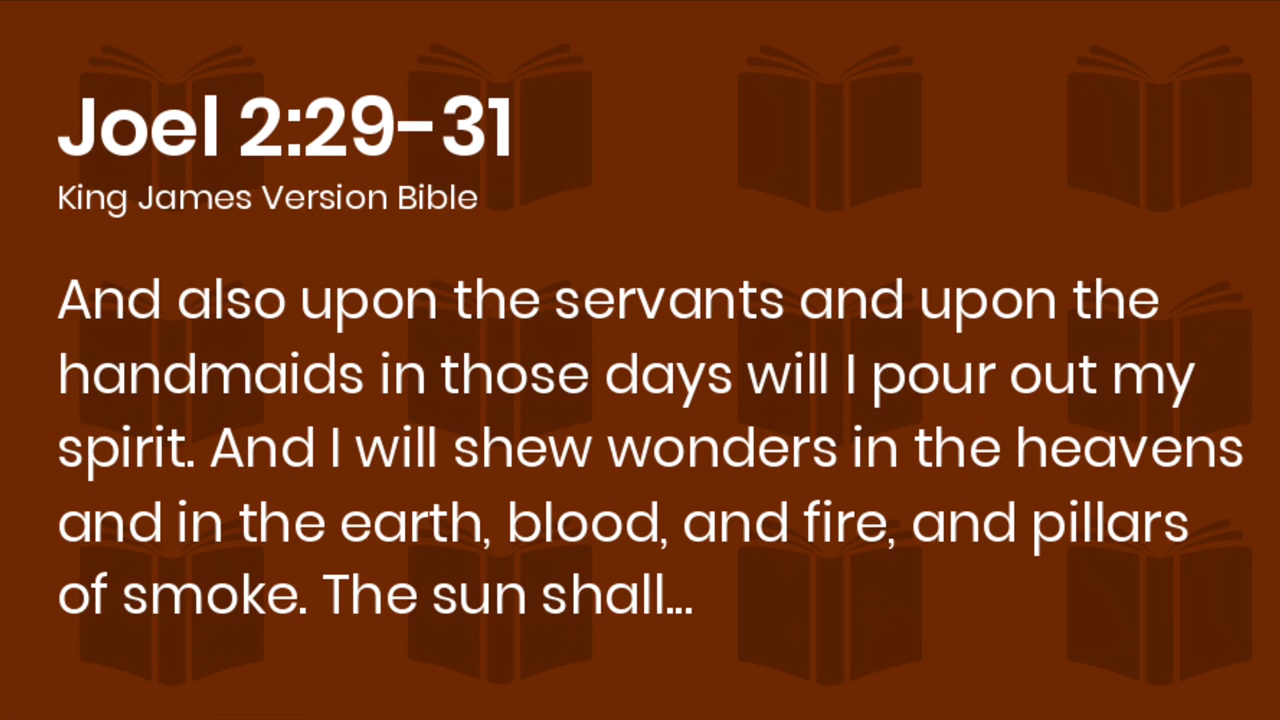 Joel 2:29-31
King James Version Bible
And also upon the servants and upon the
handmaids in those days will I pour out my
spirit. And I will shew wonders in the heavens
and in the earth, blood, and fire, and pillars
of smoke. The sun shall...